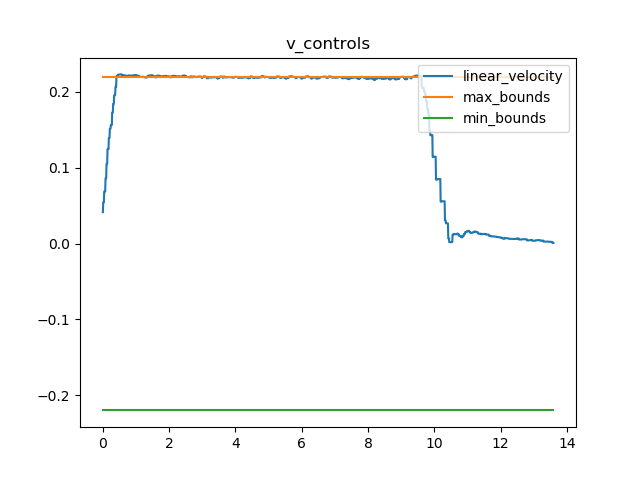 v_controls
linear_velocity
max_bounds
min_bounds
0.2
0.1
0.0
−0.1
−0.2
0 2 4 6 8 10 12 14